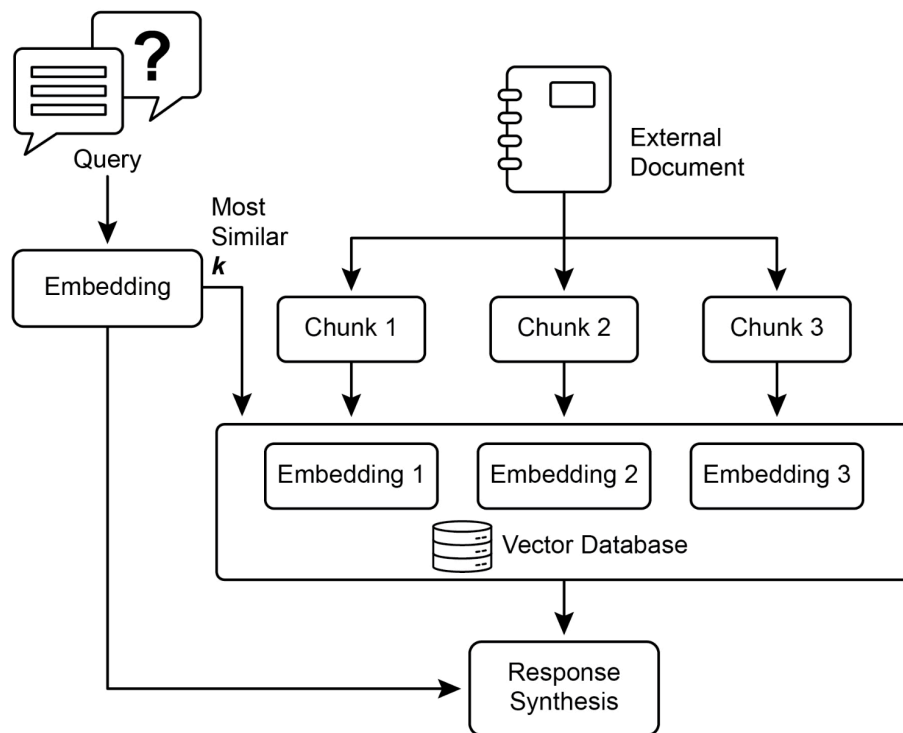 ?
Query
External
Document
Most
Similar
k
Embedding
Chunk 1
Chunk 2
Chunk 3
Embedding 1
Embedding 2
Embedding 3
Vector Database
Response
Synthesis